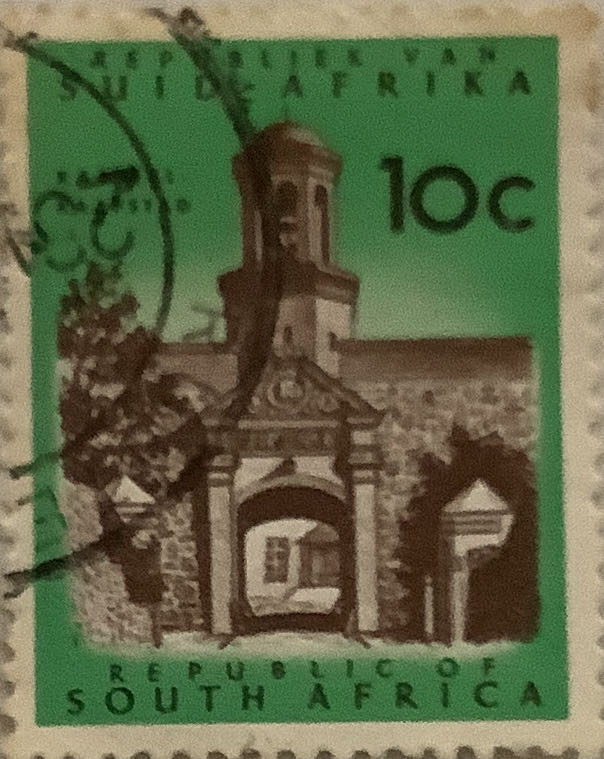 REPUBLIEK VAN
SUID-AFRIKA
10c
REPUBLIC OF
SOUTH AFRICA